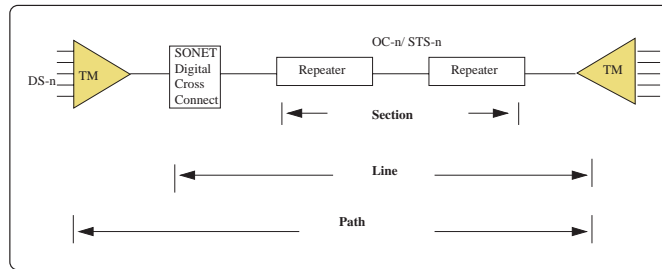 OC-n/ STS-n
SONET
Digital
Cross
Connect
DS-n
TM
Repeater
Repeater
TM
Section
Line
Path